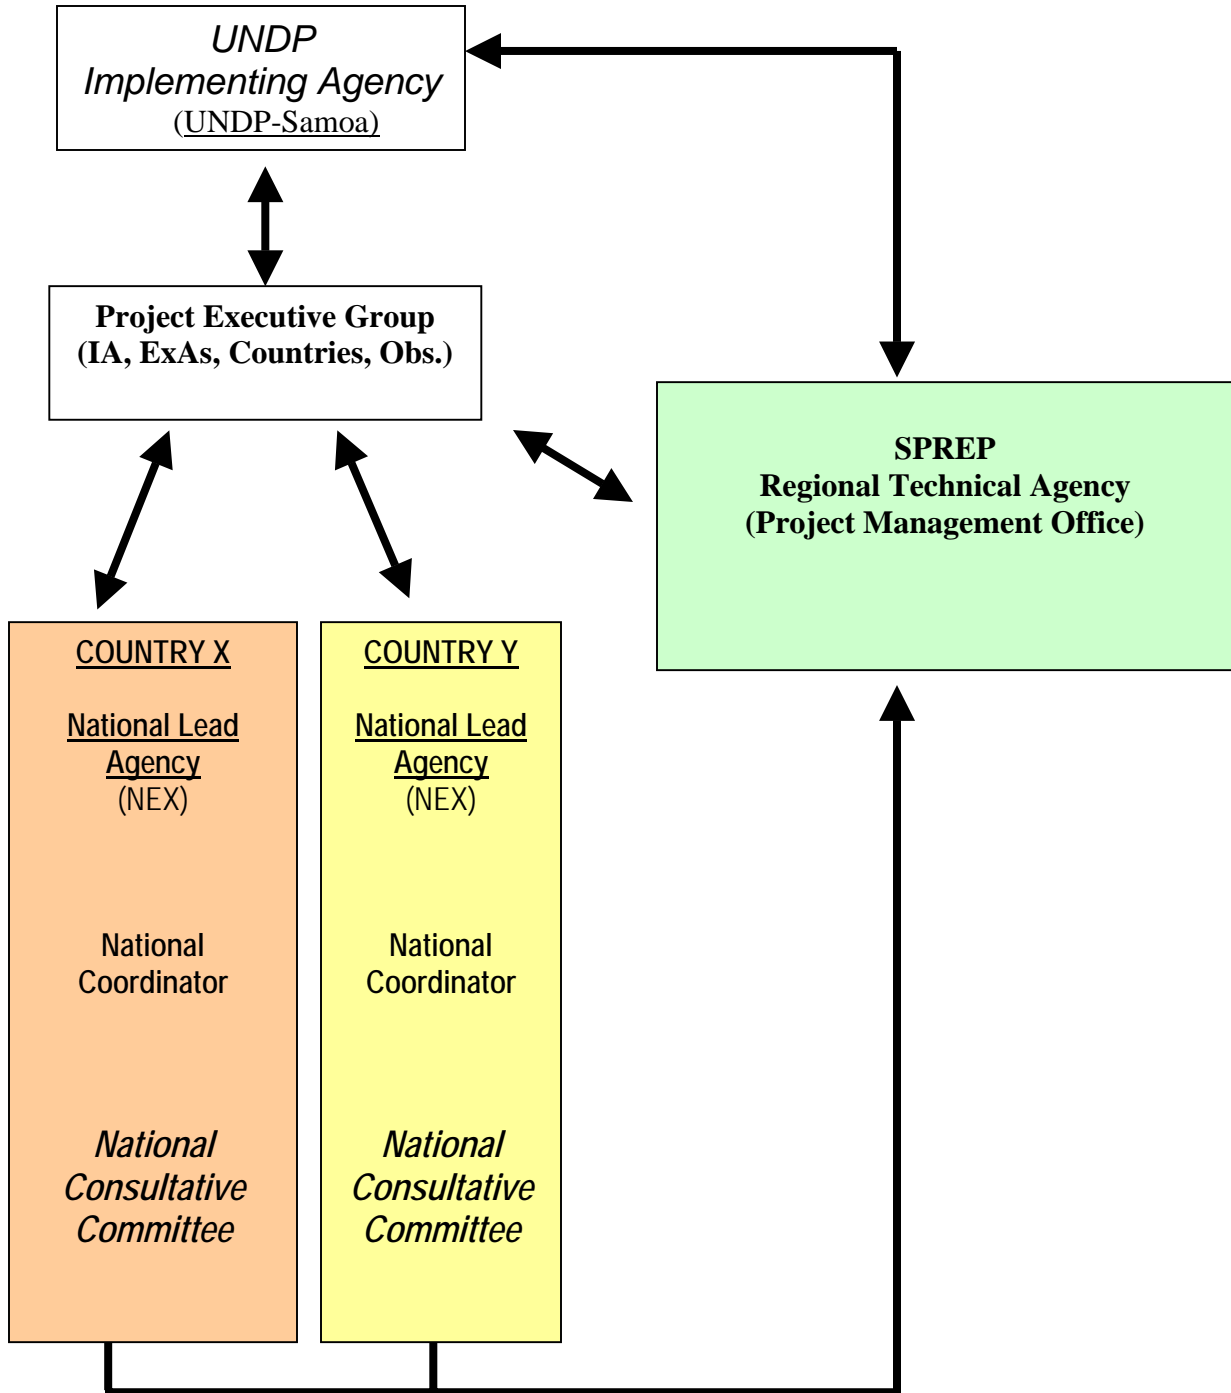 UNDP
Implementing Agency
(UNDP-Samoa)
Project Executive Group
(IA, ExAs, Countries, Obs.)
SPREP
Regional Technical Agency
(Project Management Office)
COUNTRY X
National Lead
Agency
(NEX)
National
Coordinator
National
Consultative
Committee
COUNTRY Y
National Lead
Agency
(NEX)
National
Coordinator
National
Consultative
Committee